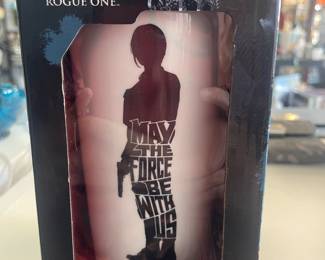 ROGUE ONE.
MAY
THE
FORCE
BE
WITH
US